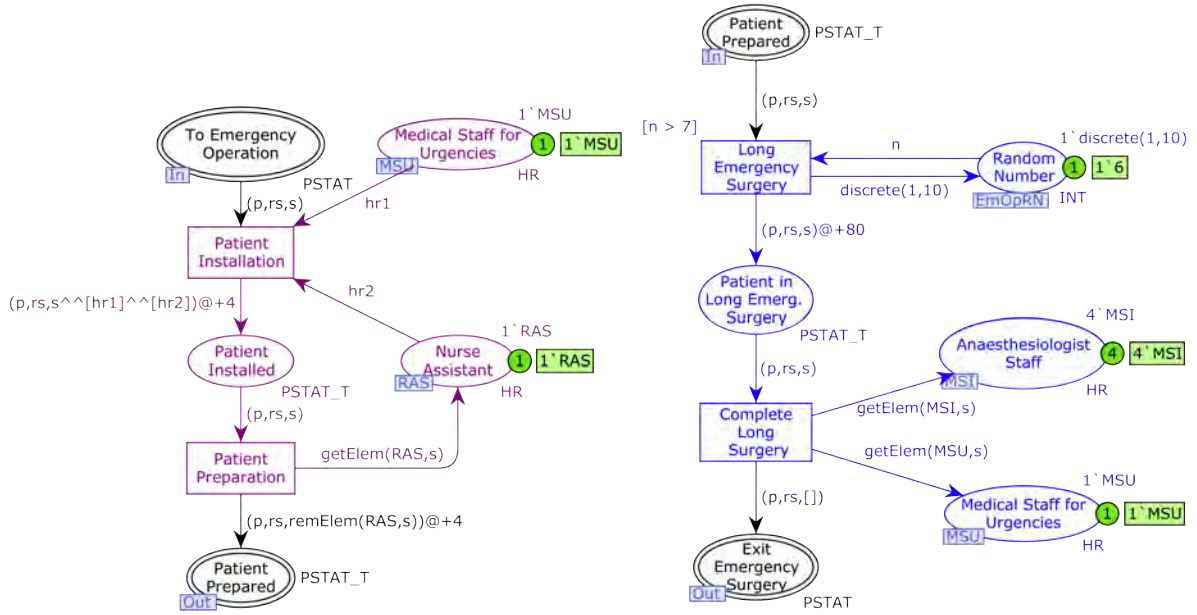 To Emergency
Operation
In
PSTAT
1`MSU
Medical Staff for
Urgencies
1
1`MSU
MSU
HR
(p,rs,s)
hr1
Patient
Installation
hr2
(p,rs,s^^[hr1]^^[hr2])@+4
Patient
Installed
PSTAT_T
1`RAS
Nurse
Assistant
1
1`RAS
RAS
HR
(p,rs,s)
Patient
Preparation
getElem(RAS,s)
(p,rs,remElem(RAS,s))@+4
Patient
Prepared
PSTAT_T
Out
Patient
Prepared
PSTAT_T
In
(p,rs,s)
[n > 7]
Long
Emergency
Surgery
n
discrete(1,10)
1`discrete(1,10)
Random
Number
1
1`6
EmOpRN
INT
(p,rs,s)@+80
Patient in
Long Emerg.
Surgery
PSTAT_T
(p,rs,s)
4`MSI
Anaesthesiologist
Staff
4
4`MSI
MSI
HR
getElem(MSI,s)
Complete
Long
Surgery
getElem(MSU,s)
1`MSU
Medical Staff for
Urgencies
1
1`MSU
MSU
HR
(p,rs,[])
Exit
Emergency
Surgery
Out
PSTAT